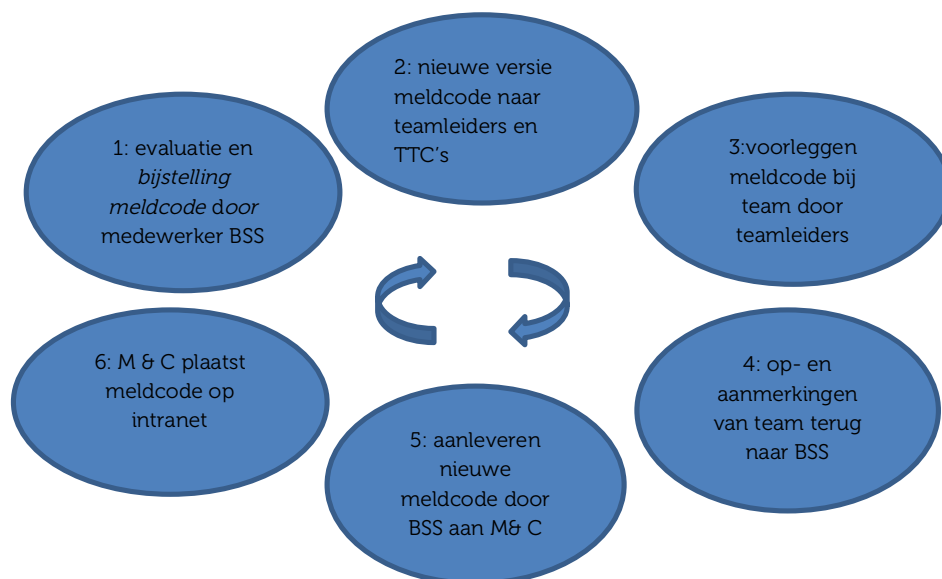 1: evaluatie en
bijstelling
meldcode door
medewerker BSS
2: nieuwe versie
meldcode naar
teamleiders en
TTC's
3:voorleggen
meldcode bij
team door
teamleiders
4: op- en
aanmerkingen
van team terug
naar BSS
5: aanleveren
nieuwe
meldcode door
BSS aan M& C
6: M & C plaatst
meldcode op
intranet